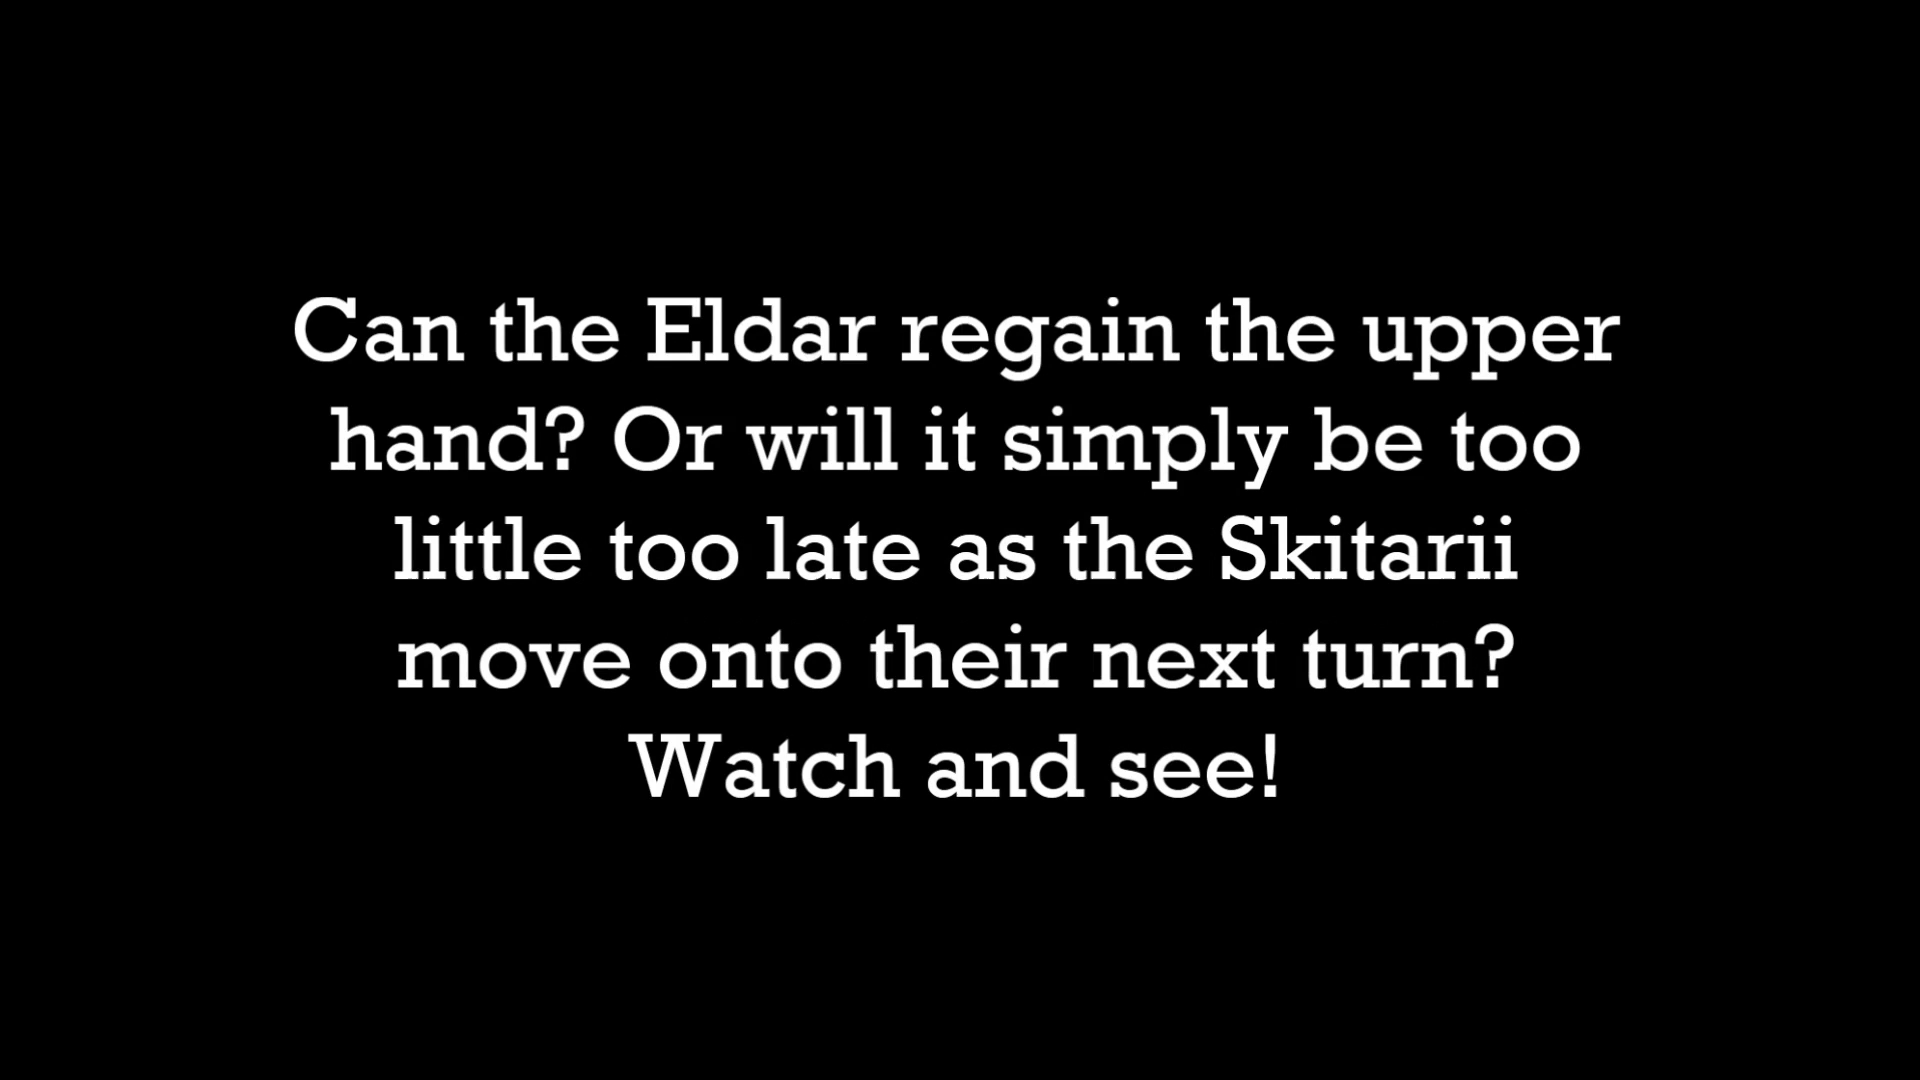 Can the Eldar regain the upper
hand? Or will it simply be too
little too late as the Skitarii
move onto their next turn?
Watch and see!